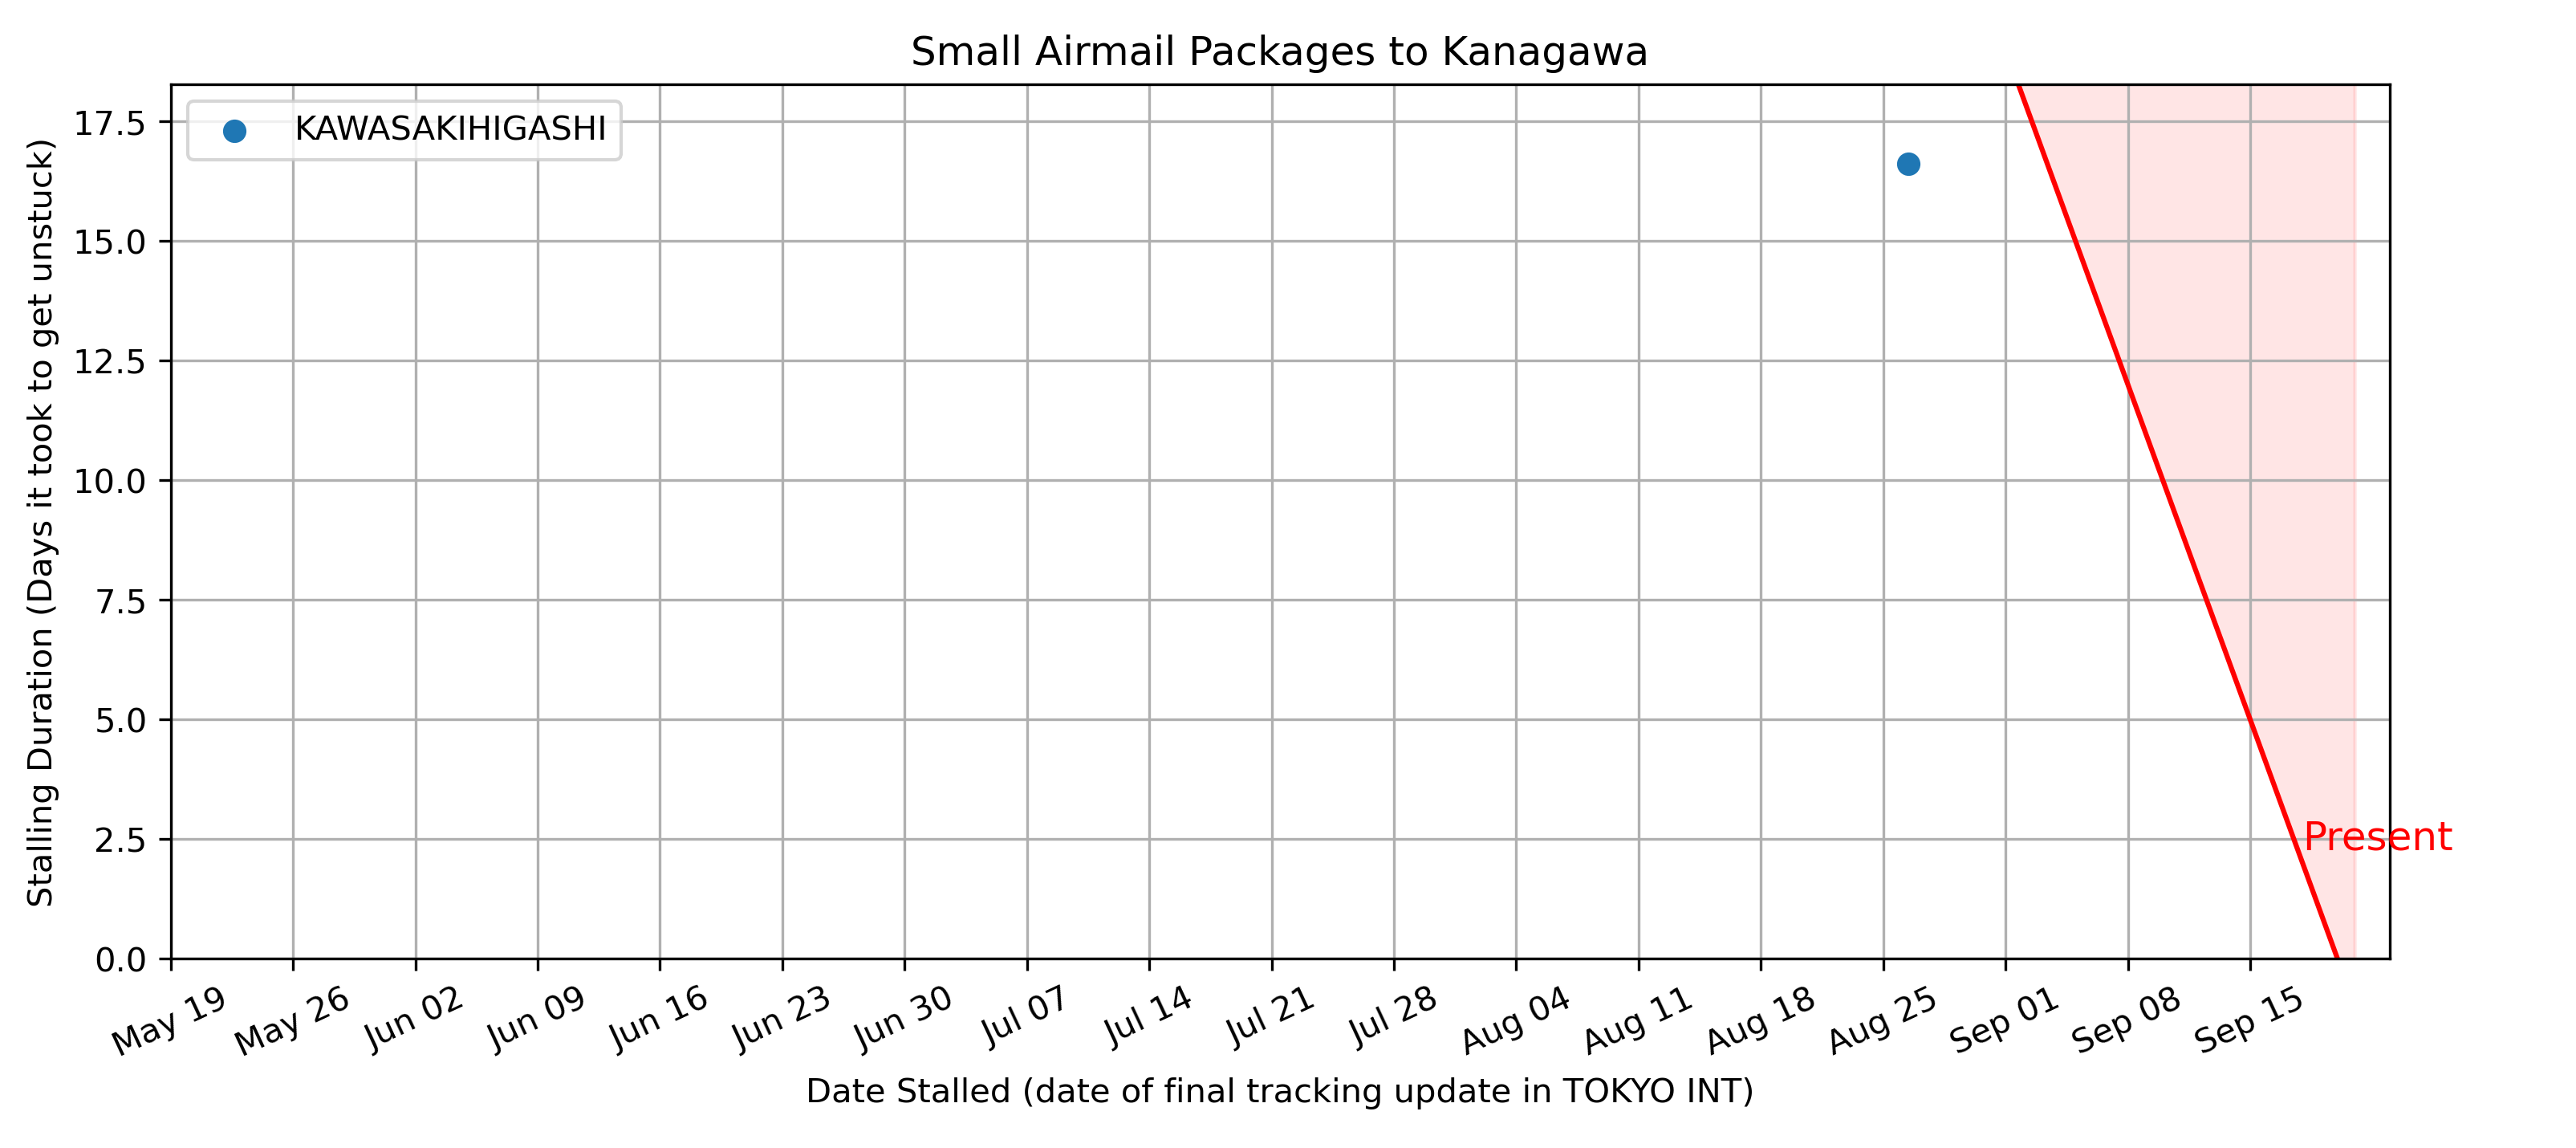 Small Airmail Packages to Kanagawa
KAWASAKIHIGASHI
Stalling Duration (Days it took to get unstuck)
17.5
15.0
12.5
10.0
7.5
5.0
2.5
0.0
Present
May 19
May 26
Jun 02
Jun 09
Jun 16
Jun 23
Jun 30
Jul 07
Jul 14
Jul 21
Jul 28
Aug 04
Aug 11
Aug 18
Aug 25
Sep 01
Sep 08
Sep 15
Date Stalled (date of final tracking update in TOKYO INT)